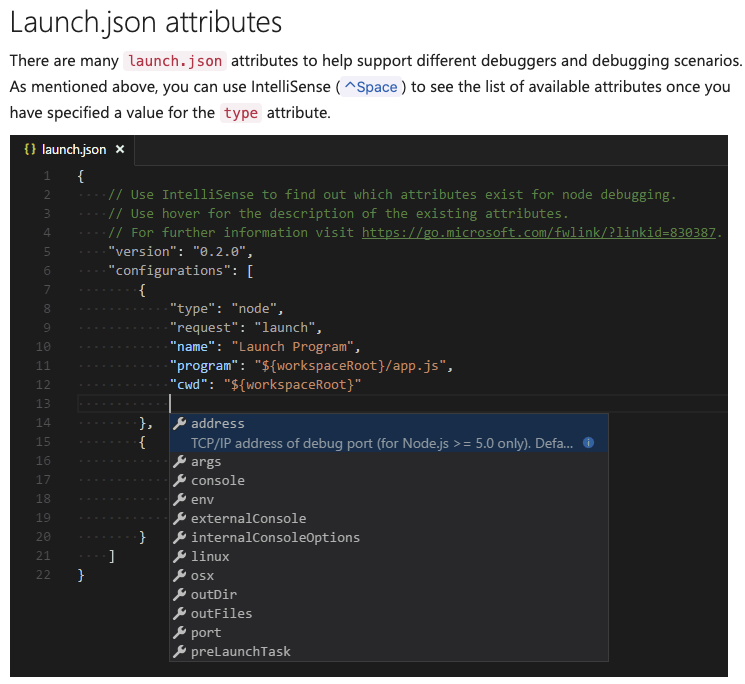 Launch.json attributes
There are many launch.json attributes to help support different debuggers and debugging scenarios.
As mentioned above, you can use IntelliSense (^Space) to see the list of available attributes once you
have specified a value for the type attribute.
{} launch.json ×
1 {
2 ····// Use IntelliSense to find out which attributes exist for node debugging.
3 ····// Use hover for the description of the existing attributes.
4 ····// For further information visit https://go.microsoft.com/fwlink/?linkid=830387.
5 ····"version": "0.2.0",
6 ····"configurations": [
7 ········{
8 ············"type": "node",
9 ············"request": "launch",
10 ············"name": "Launch Program",
11 ············"program": "${workspaceRoot}/app.js",
12 ············"cwd": "${workspaceRoot}"
13
14 ········},
15 ········{
16
17
18
19
20 ········}
21 ····]
22 }
address
TCP/IP address of debug port (for Node.js >= 5.0 only). Defa...
args
console
env
externalConsole
internalConsoleOptions
linux
osx
outDir
outFiles
port
preLaunchTask